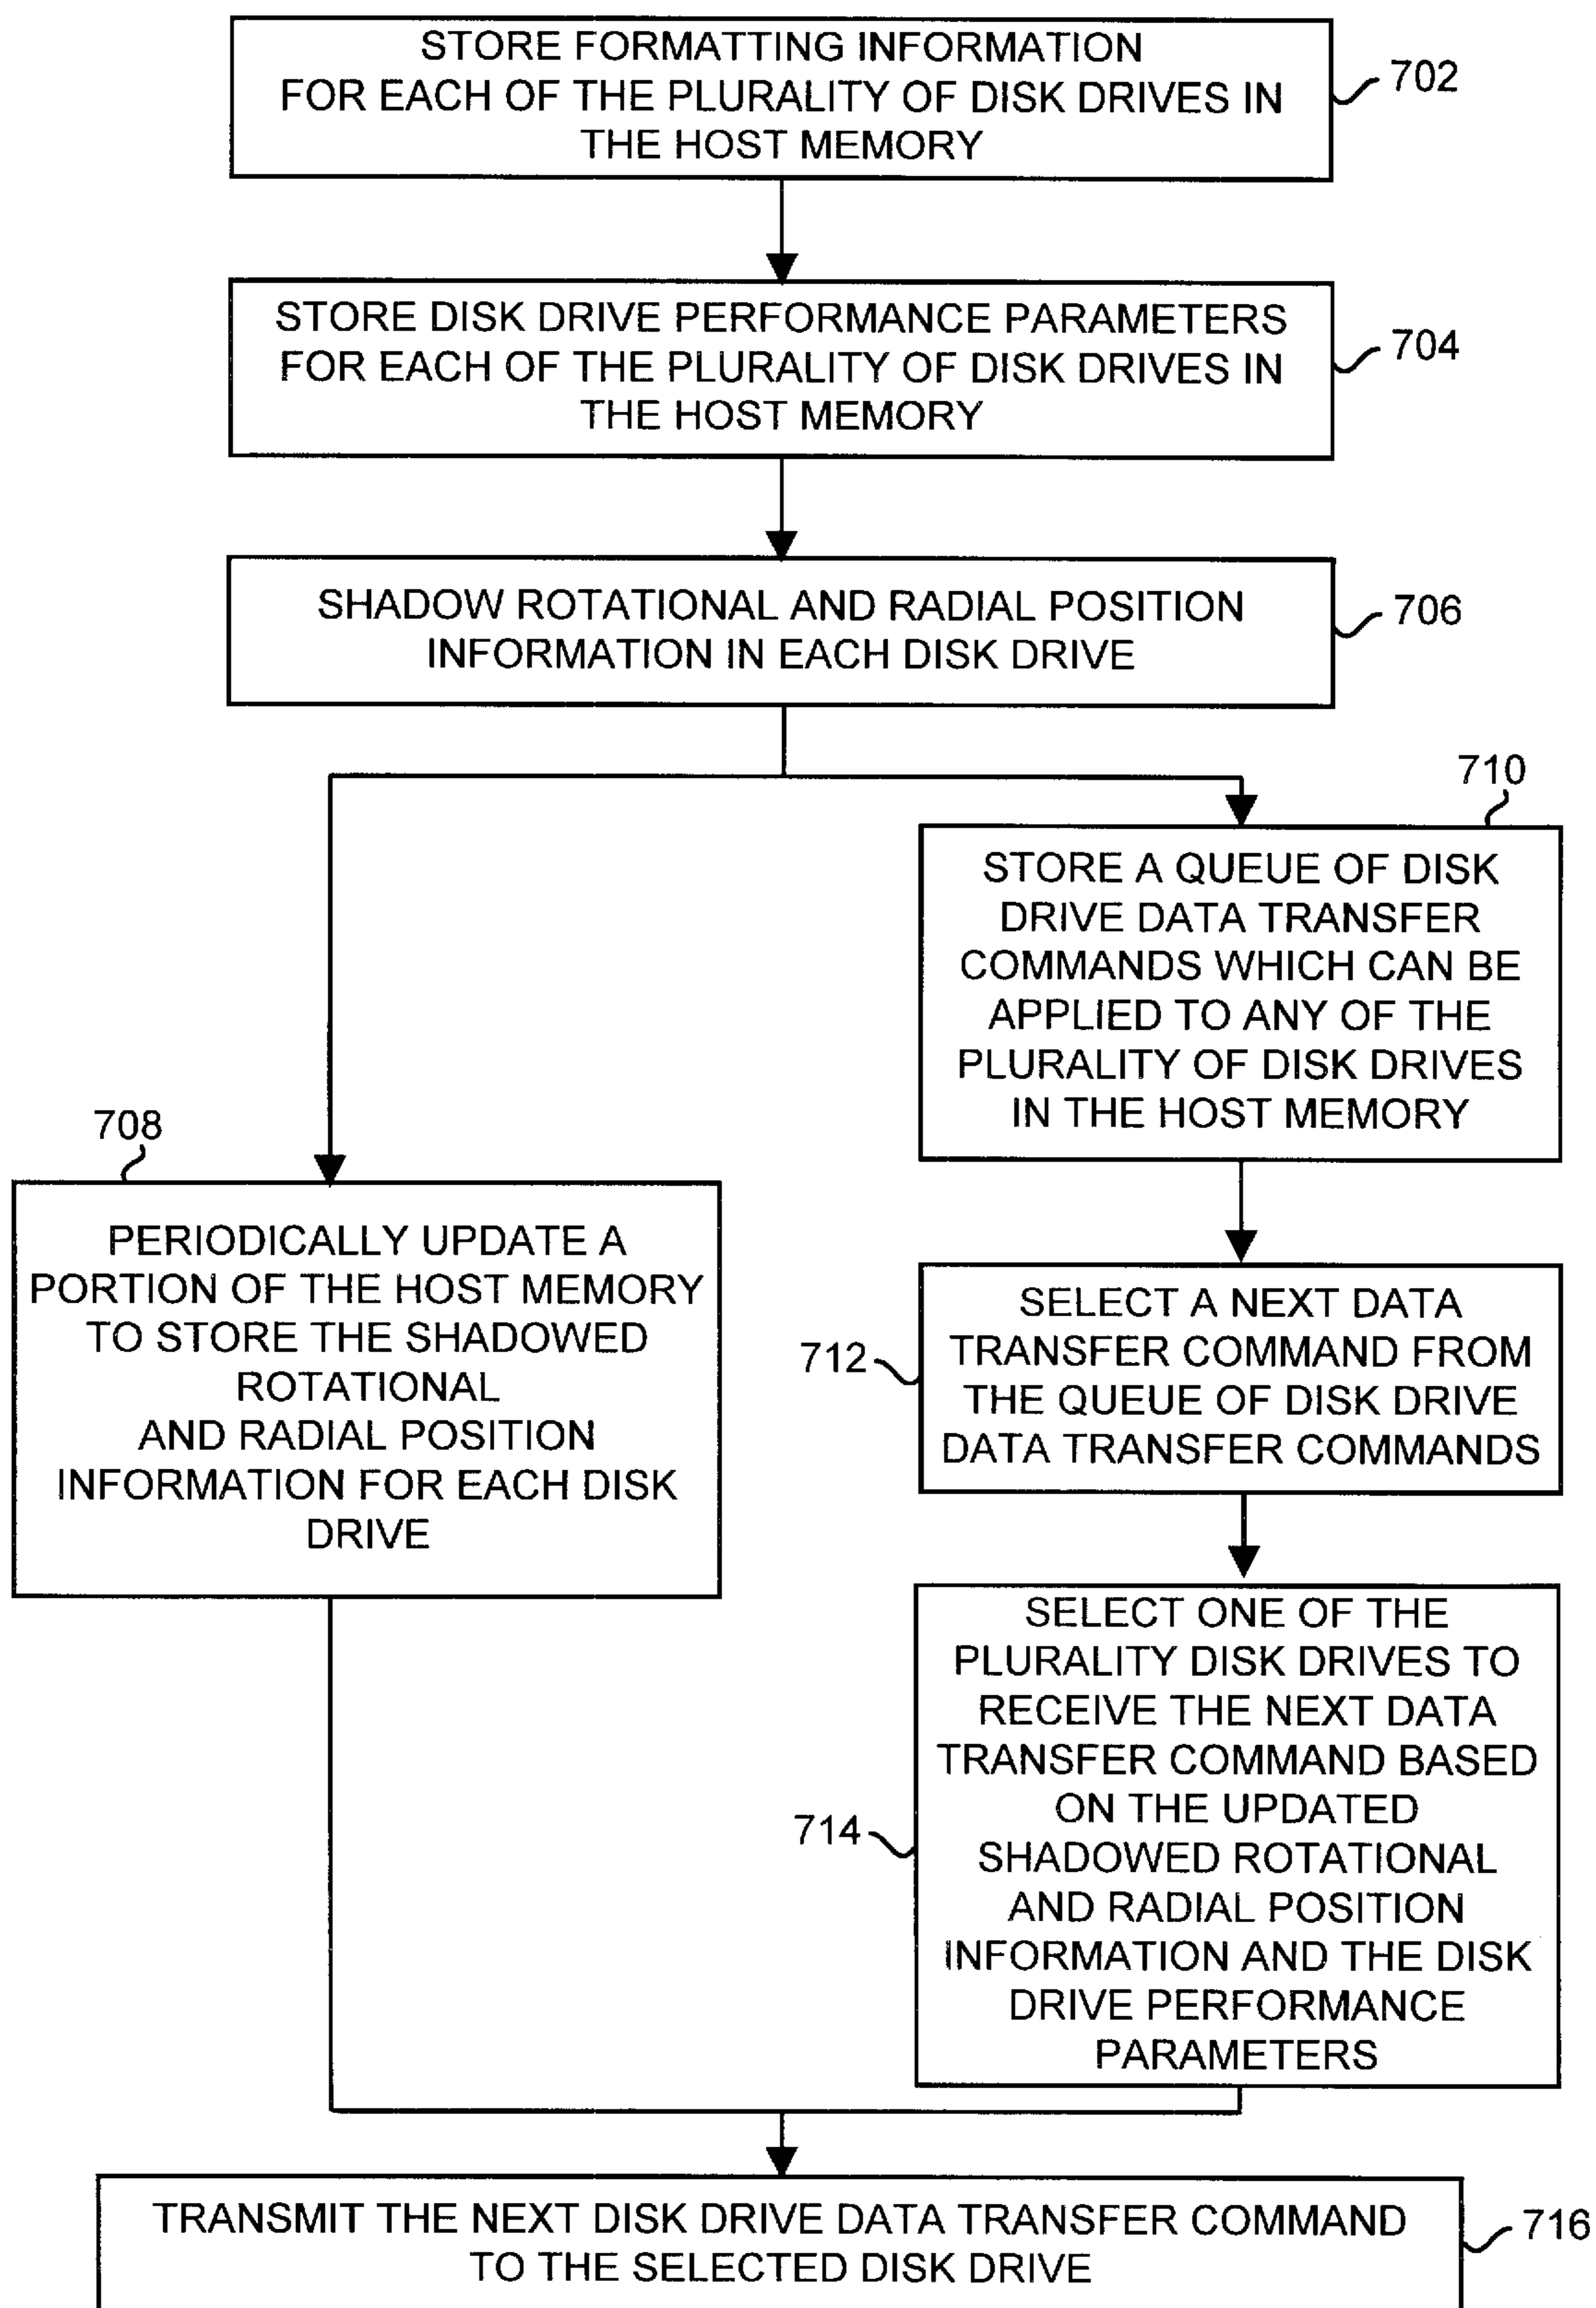 STORE FORMATTING INFORMATION
FOR EACH OF THE PLURALITY OF DISK DRIVES IN
THE HOST MEMORY
702
STORE DISK DRIVE PERFORMANCE PARAMETERS
FOR EACH OF THE PLURALITY OF DISK DRIVES IN
THE HOST MEMORY
704
SHADOW ROTATIONAL AND RADIAL POSITION
INFORMATION IN EACH DISK DRIVE
706
708
PERIODICALLY UPDATE A
PORTION OF THE HOST MEMORY
TO STORE THE SHADOWED
ROTATIONAL
AND RADIAL POSITION
INFORMATION FOR EACH DISK
DRIVE
710
STORE A QUEUE OF DISK
DRIVE DATA TRANSFER
COMMANDS WHICH CAN BE
APPLIED TO ANY OF THE
PLURALITY OF DISK DRIVES
IN THE HOST MEMORY
712
SELECT A NEXT DATA
TRANSFER COMMAND FROM
THE QUEUE OF DISK DRIVE
DATA TRANSFER COMMANDS
714
SELECT ONE OF THE
PLURALITY DISK DRIVES TO
RECEIVE THE NEXT DATA
TRANSFER COMMAND BASED
ON THE UPDATED
SHADOWED ROTATIONAL
AND RADIAL POSITION
INFORMATION AND THE DISK
DRIVE PERFORMANCE
PARAMETERS
TRANSMIT THE NEXT DISK DRIVE DATA TRANSFER COMMAND
TO THE SELECTED DISK DRIVE
716